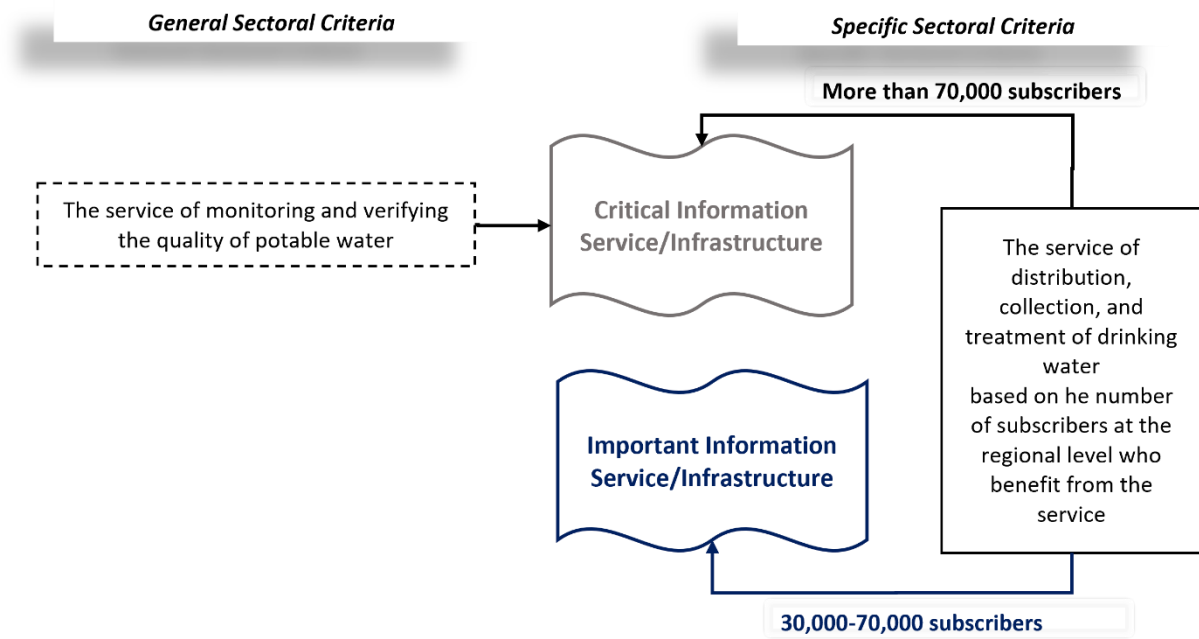 General Sectoral Criteria
Specific Sectoral Criteria
More than 70,000 subscribers
The service of monitoring and verifying
the quality of potable water
Critical Information
Service/Infrastructure
The service of
distribution,
collection, and
treatment of drinking
water
based on he number
of subscribers at the
regional level who
benefit from the
service
Important Information
Service/Infrastructure
30,000-70,000 subscribers